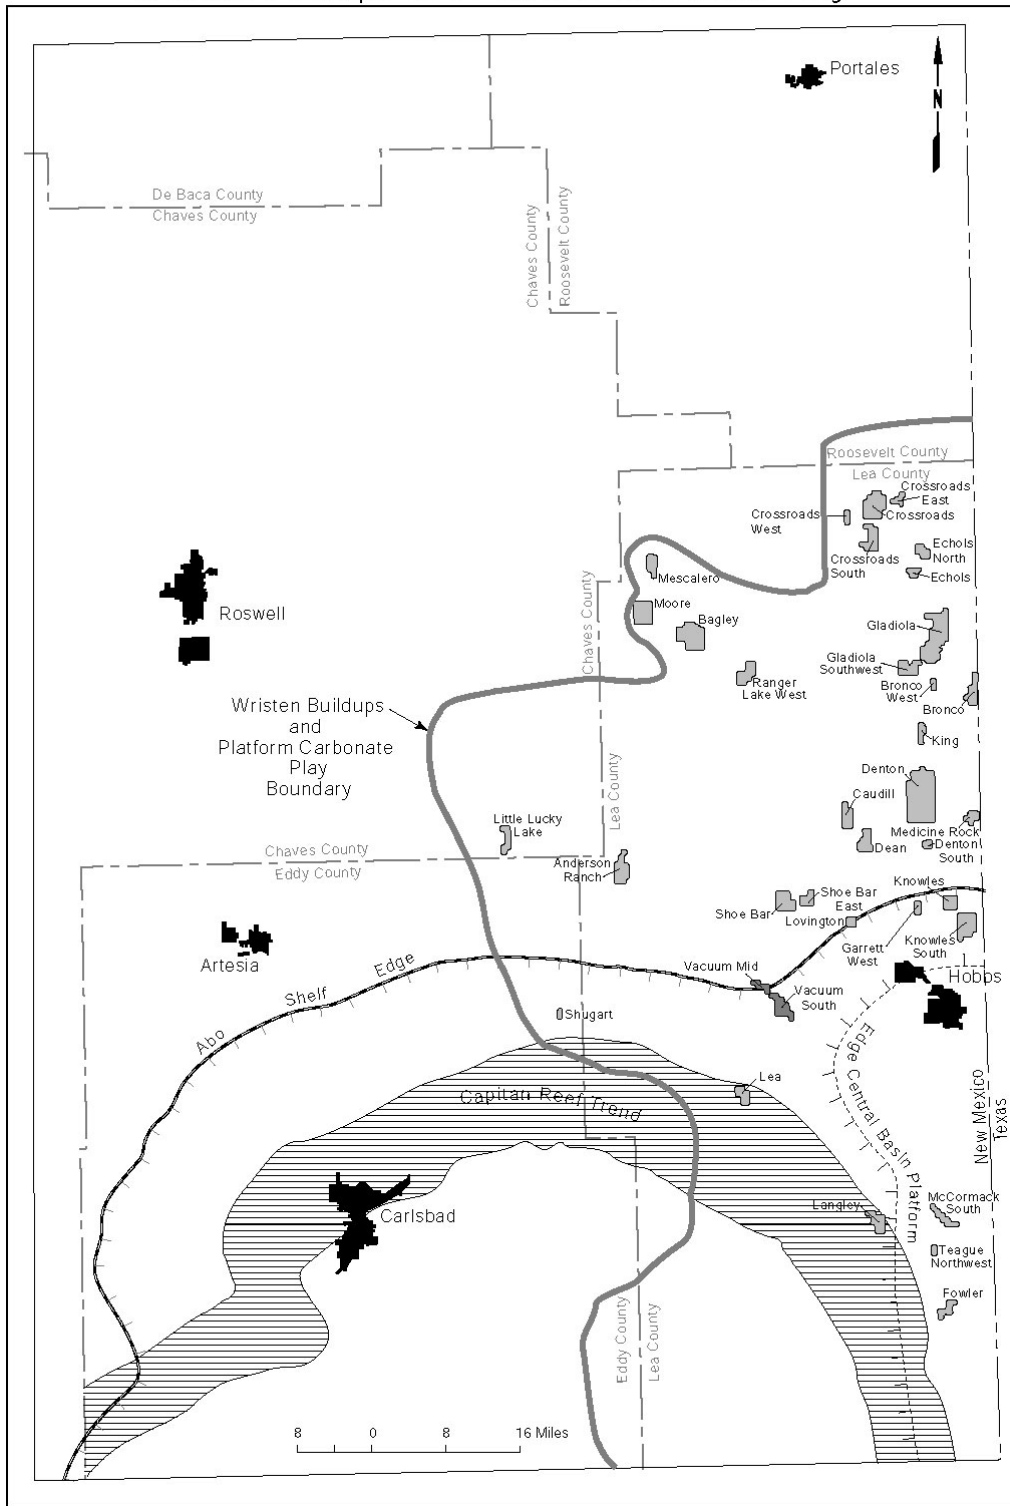 Portales
N
De Baca County
Chaves County
Chaves County
Roosevelt County
Roosevelt County
Lea County
Crossroads
East
Crossroads
West
Crossroads
Crossroads
South
Echols
North
Echols
Mescalero
Chaves County
Moore
Bagley
Roswell
Gladiola
Gladiola
Southwest
Ranger
Lake West
Bronco
West
Bronco
Wristen Buildups
and
Platform Carbonate
Play
Boundary
King
Denton
Caudill
Lea County
Little Lucky
Lake
Medicine Rock
Denton
South
Dean
Chaves County
Eddy County
Anderson
Ranch
Knowles
Shoe Bar
East
Shoe Bar
Lovington
Garrett
West
Knowles
South
Artesia
Abo Shelf Edge
Vacuum Mid
Vacuum
South
Hobbs
Shugart
Edge Central Basin Platform
Lea
Capitan Reef Trend
New Mexico
Texas
Carlsbad
Langley
McCormack
South
Teague
Northwest
Fowler
Eddy County
Lea County
8 0 8 16 Miles